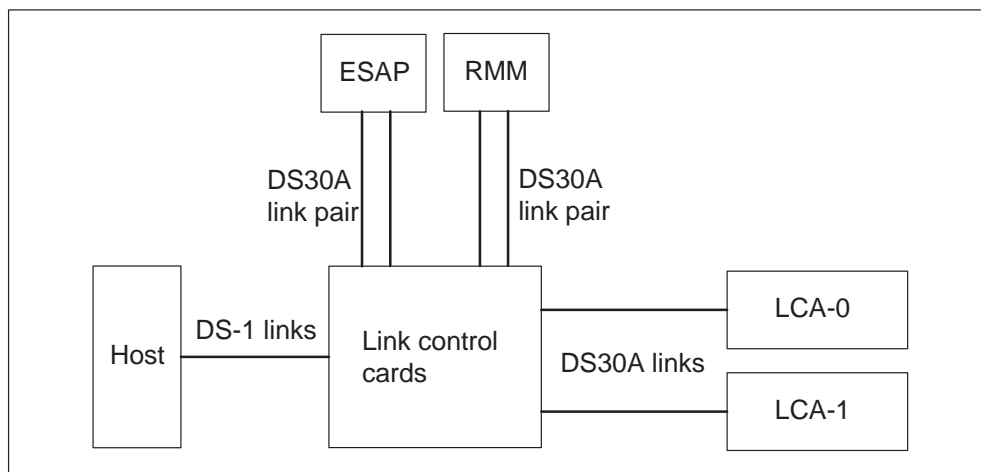 ESAP
RMM
DS30A
link pair
DS30A
link pair
Host
DS-1 links
Link control
cards
DS30A links
LCA-0
LCA-1